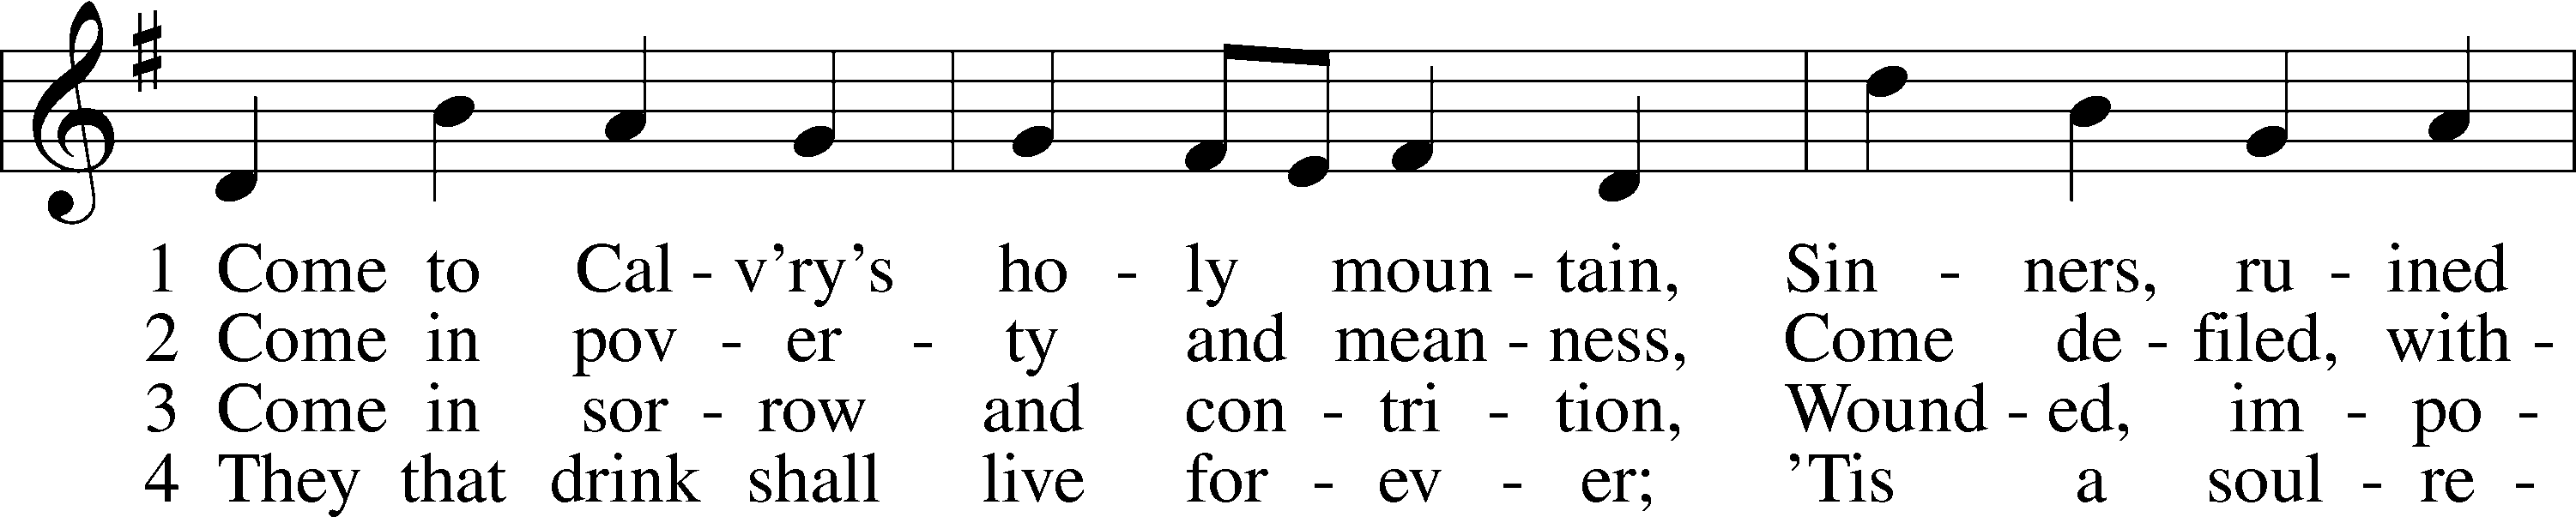 1 Come to Cal - v’ry’s ho - ly moun - tain, Sin - ners, ru - ined
2 Come in pov - er - ty and mean - ness, Come de - filed, with -
3 Come in sor - row and con - tri - tion, Wound - ed, im - po -
4 They that drink shall live for - ev - er; ’Tis a soul - re -